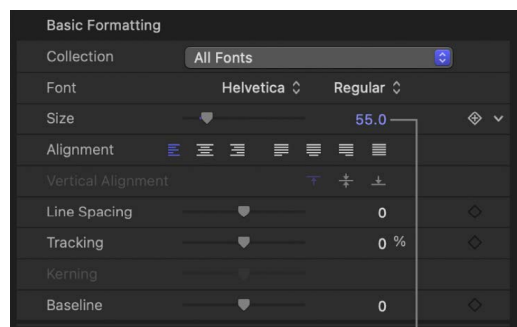 Basic Formatting
Collection All Fonts
Font Helvetica Regular
Size 55.0
Alignment
Vertical Alignment
Line Spacing 0
Tracking 0 %
Kerning
Baseline 0